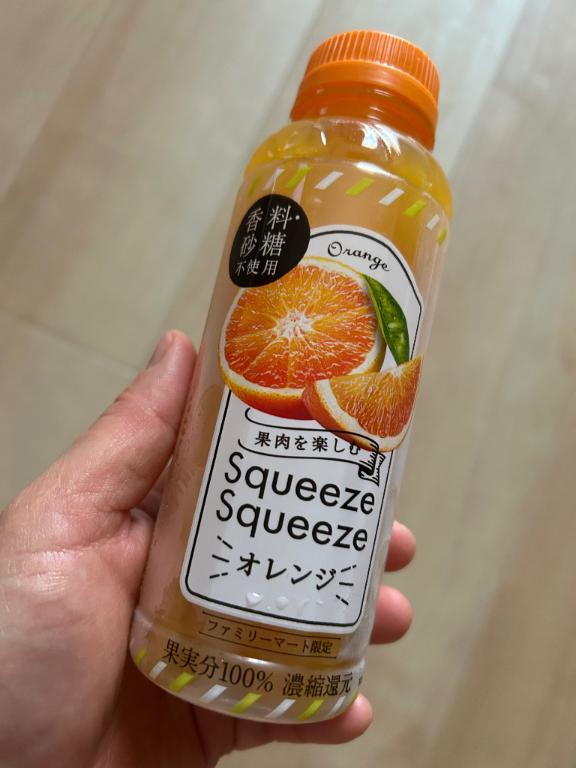 香料・
砂糖
不使用
Orange
果肉を楽しむ
Squeeze
Squeeze
オレンジ
ファミリーマート限定
果実分100% 濃縮還元